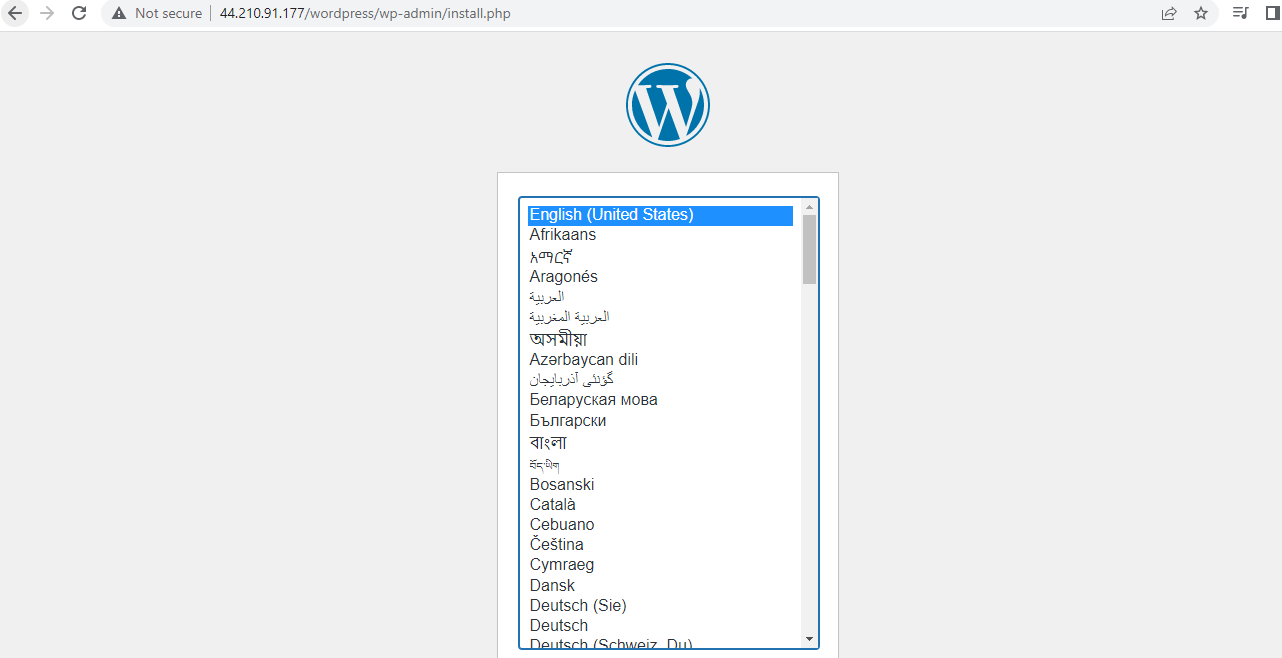 Not secure | 44.210.91.177/wordpress/wp-admin/install.php
English (United States)
Afrikaans
አማርኛ
Aragonés
العربية
العربية المغربية
অসমীয়া
Azərbaycan dili
گؤنئی آذربایجان
Беларуская мова
Български
বাংলা
བོད་ཡིག
Bosanski
Català
Cebuano
Čeština
Cymraeg
Dansk
Deutsch (Sie)
Deutsch
Deutsch (Schweiz, Du)